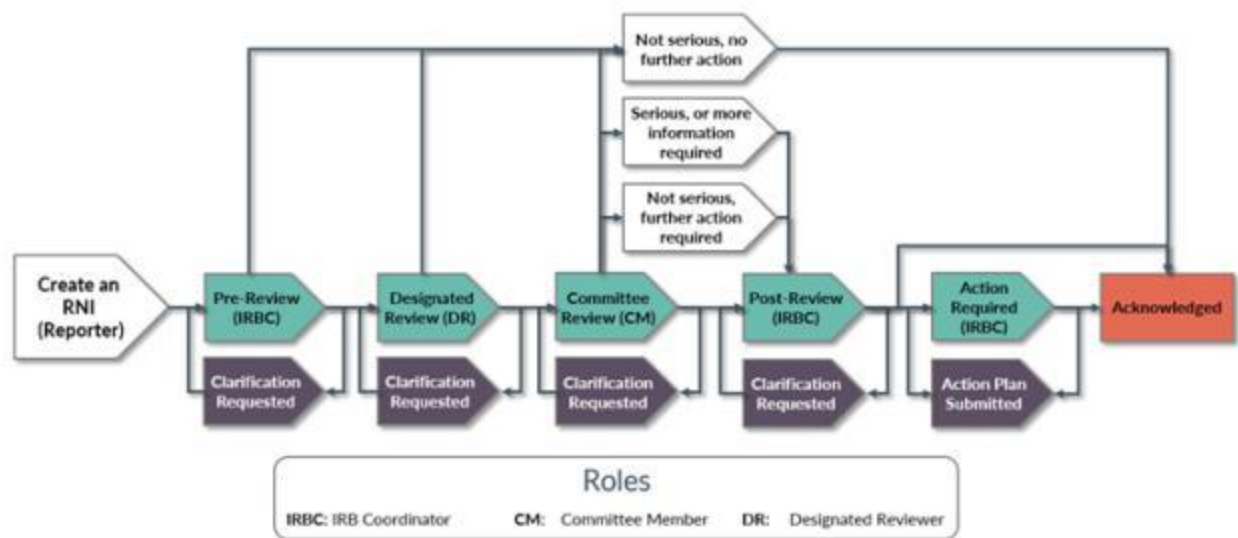 Not serious, no
further action
Serious, or more
information
required
Not serious,
further action
required
Create an
RNI
(Reporter)
Pre-Review
(IRBC)
Designated
Review (DR)
Committee
Review (CM)
Post-Review
(IRBC)
Action
Required
(IRBC)
Acknowledged
Clarification
Requested
Clarification
Requested
Clarification
Requested
Clarification
Requested
Action Plan
Submitted
Roles
IRBC: IRB Coordinator CM: Committee Member DR: Designated Reviewer